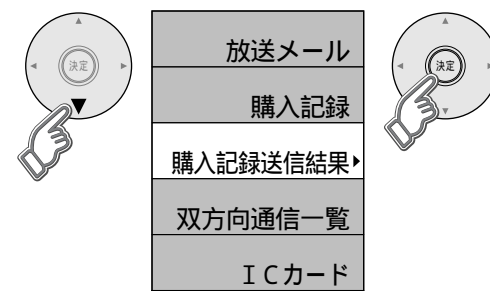 決定
放送メール
購入記録
購入記録送信結果
双方向通信一覧
ＩＣカード
決定